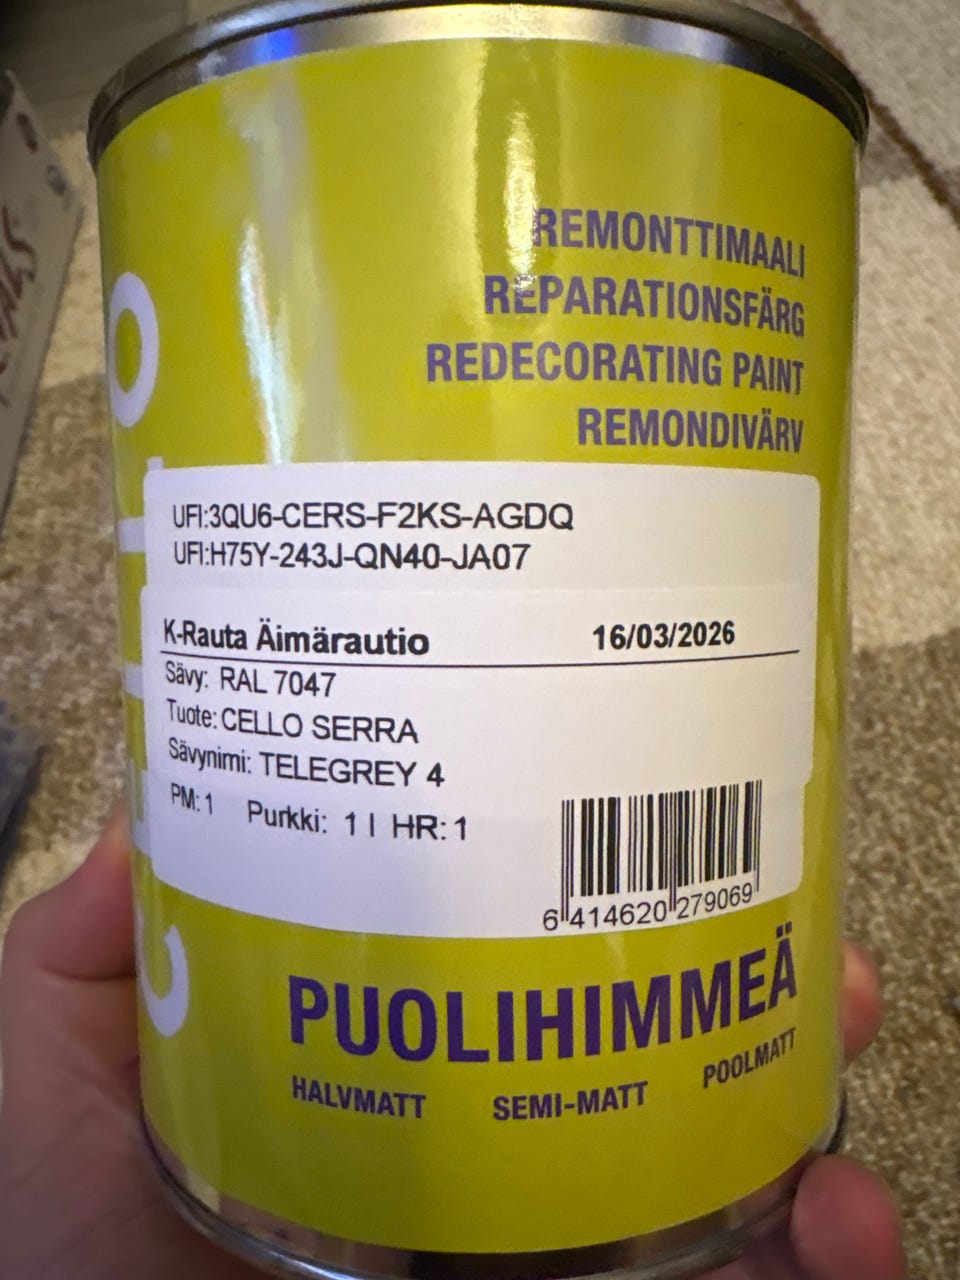 REMONTTIMAALI
REPARATIONSFÄRG
REDECORATING PAINT
REMONDIVÄRV
UFI:3QU6-CERS-F2KS-AGDQ
UFI:H75Y-243J-QN40-JA07
K-Rauta Äimärautio 16/03/2026
Sävy: RAL 7047
Tuote: CELLO SERRA
Sävynimi: TELEGREY 4
PM: 1 Purkki: 1 l HR: 1
6 414620 279069
PUOLIHIMMEÄ
HALVMATT SEMI-MATT POOLMATT